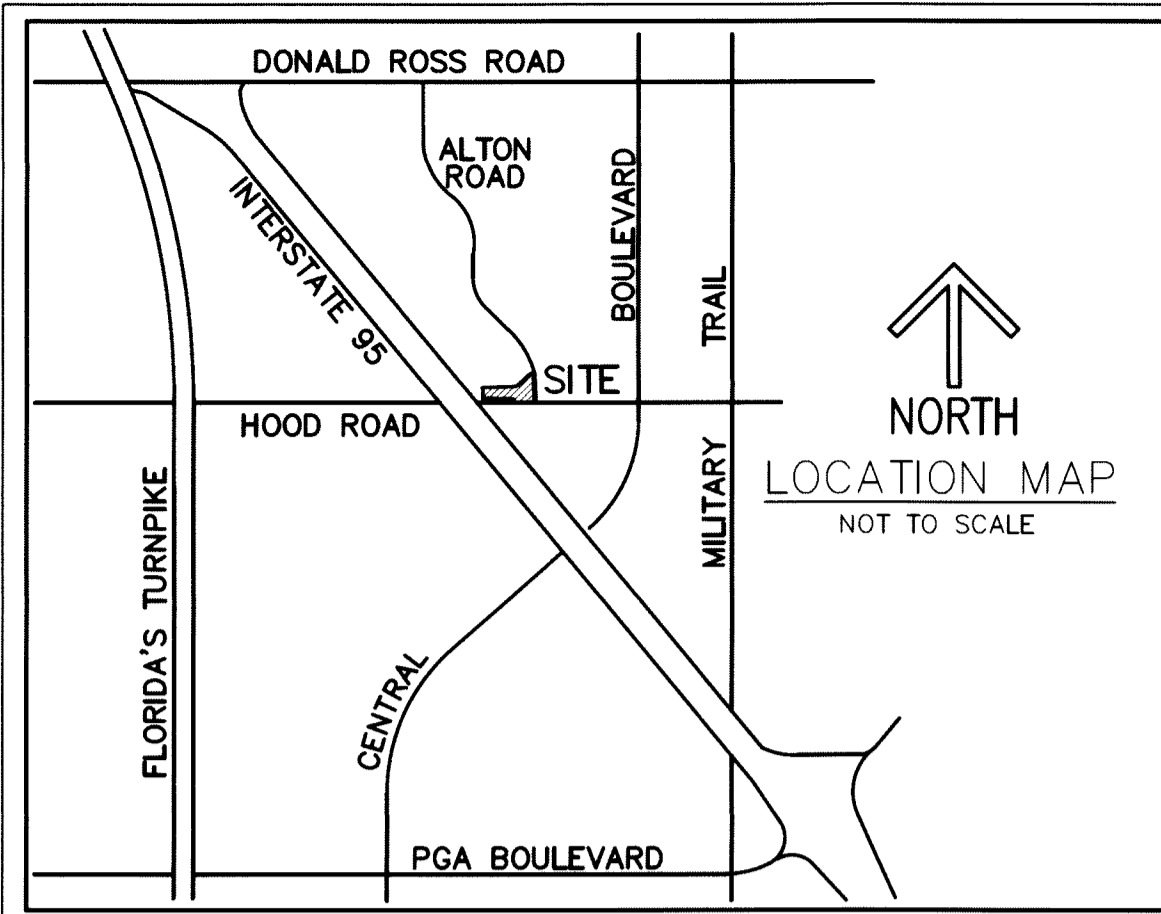 DONALD ROSS ROAD
ALTON
ROAD
INTERSTATE 95
BOULEVARD
TRAIL
SITE
HOOD ROAD
NORTH
LOCATION MAP
NOT TO SCALE
MILITARY
FLORIDA'S TURNPIKE
CENTRAL
PGA BOULEVARD